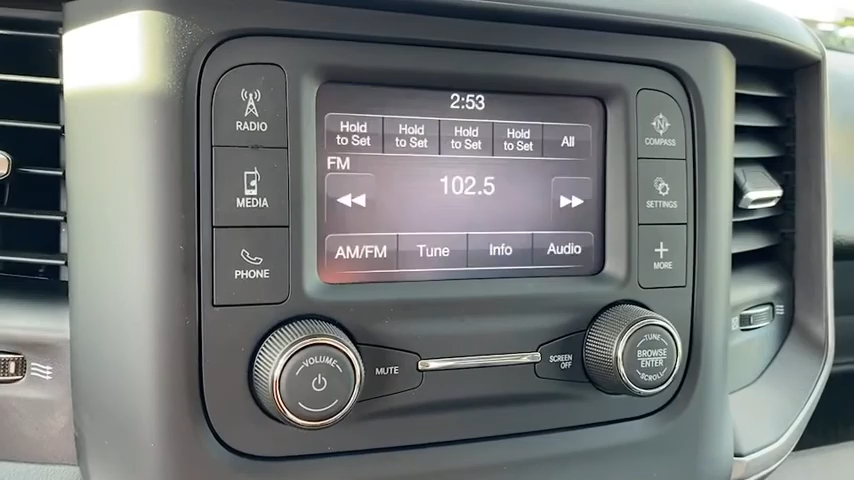 2:53
RADIO
Hold
to Set
Hold
to Set
Hold
to Set
Hold
to Set
All
N
COMPASS
FM
102.5
MEDIA
SETTINGS
AM/FM
Tune
Info
Audio
PHONE
MORE
VOLUME
MUTE
SCREEN
OFF
TUNE
BROWSE
ENTER
SCROLL